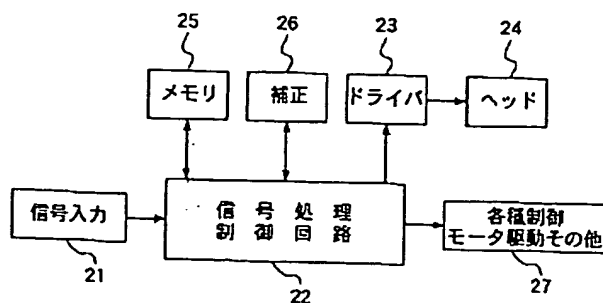 25
26
23
24
メモリ
補正
ドライバ
ヘッド
信号入力
信号処理
制御回路
各種制御
モータ駆動その他
21
22
27